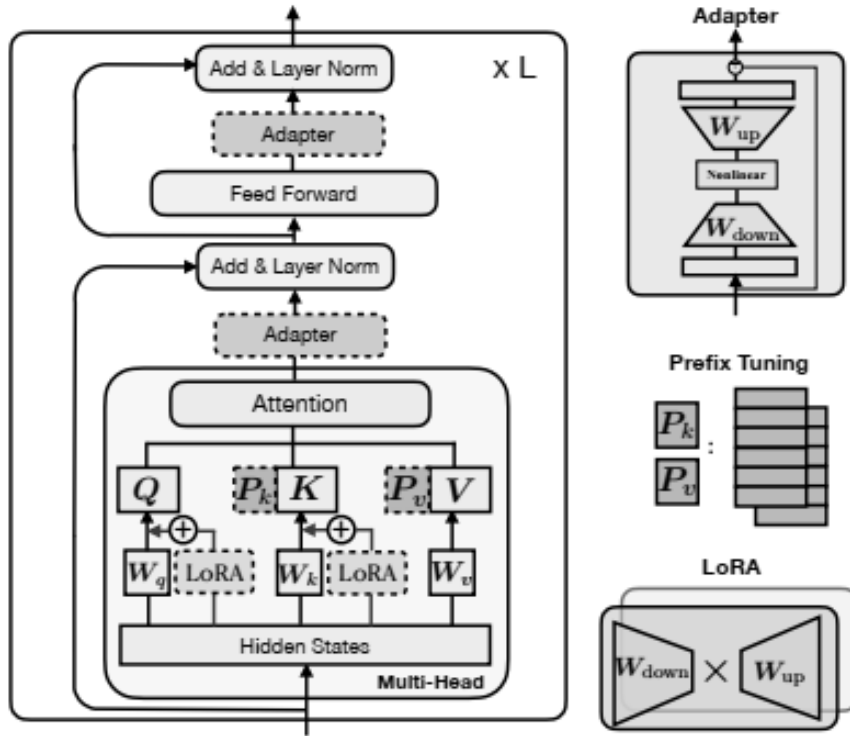 Add & Layer Norm
x L
Adapter
Feed Forward
Add & Layer Norm
Adapter
Attention
Q
P_k K
P_v V
+
+
W_q
LoRA
W_k
LoRA
W_v
Hidden States
Multi-Head
Adapter
W_up
Nonlinear
W_down
Prefix Tuning
P_k
:
P_v
LoRA
W_down × W_up